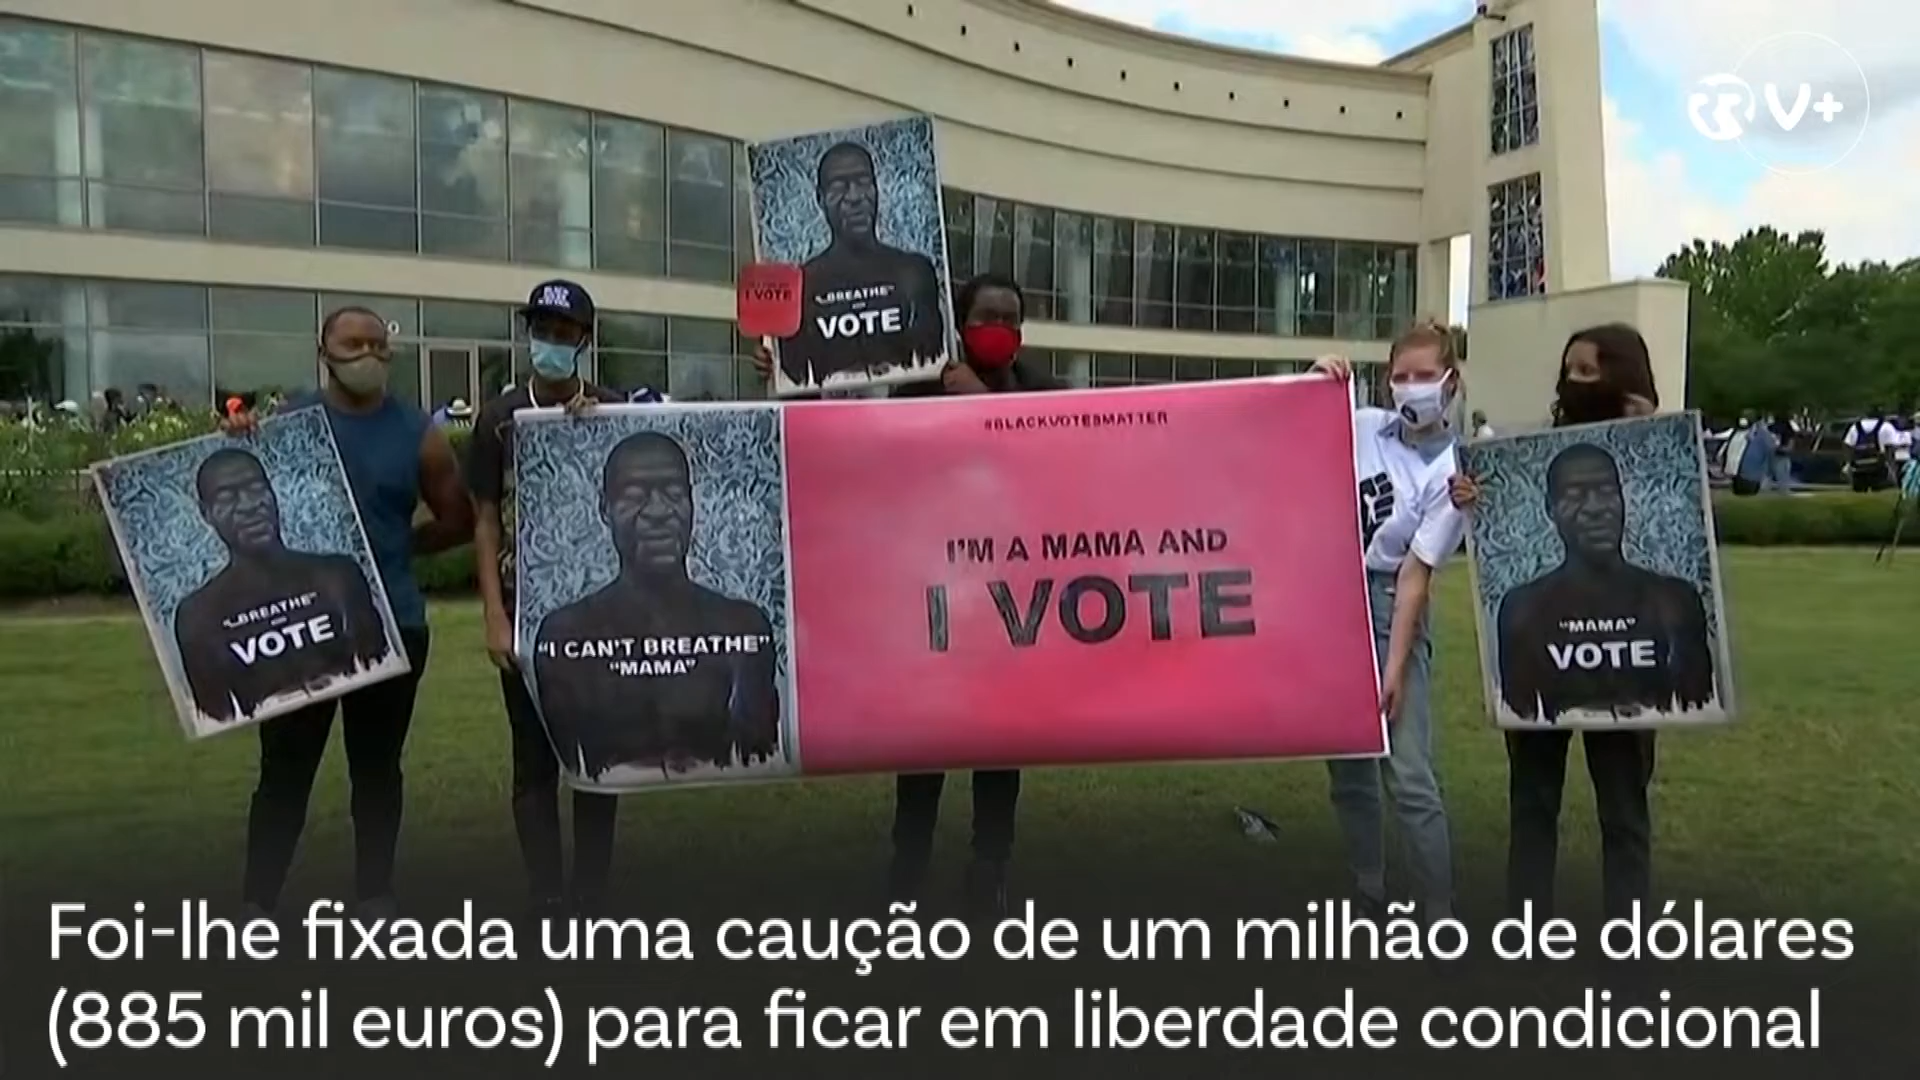 V+
"BREATHE"
VOTE
I VOTE
#BLACKVOTESMATTER
I'M A MAMA AND
I VOTE
"I CAN'T BREATHE"
"MAMA"
"BREATHE"
VOTE
"MAMA"
VOTE
Foi-lhe fixada uma caução de um milhão de dólares
(885 mil euros) para ficar em liberdade condicional